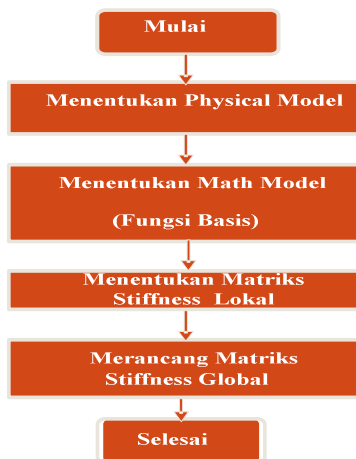 Mulai
Menentukan Physical Model
Menentukan Math Model
(Fungsi Basis)
Menentukan Matriks
Stiffness Lokal
Merancang Matriks
Stiffness Global
Selesai